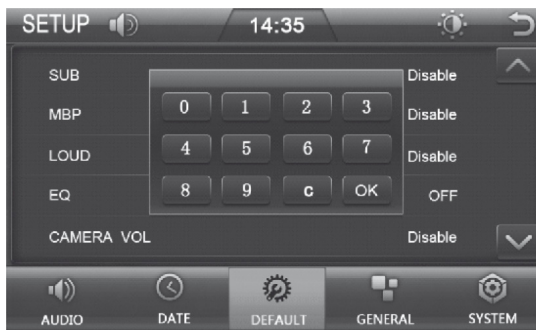 SETUP 14:35
SUB Disable
MBP Disable
LOUD Disable
EQ OFF
CAMERA VOL Disable
0 1 2 3
4 5 6 7
8 9 c OK
AUDIO DATE DEFAULT GENERAL SYSTEM